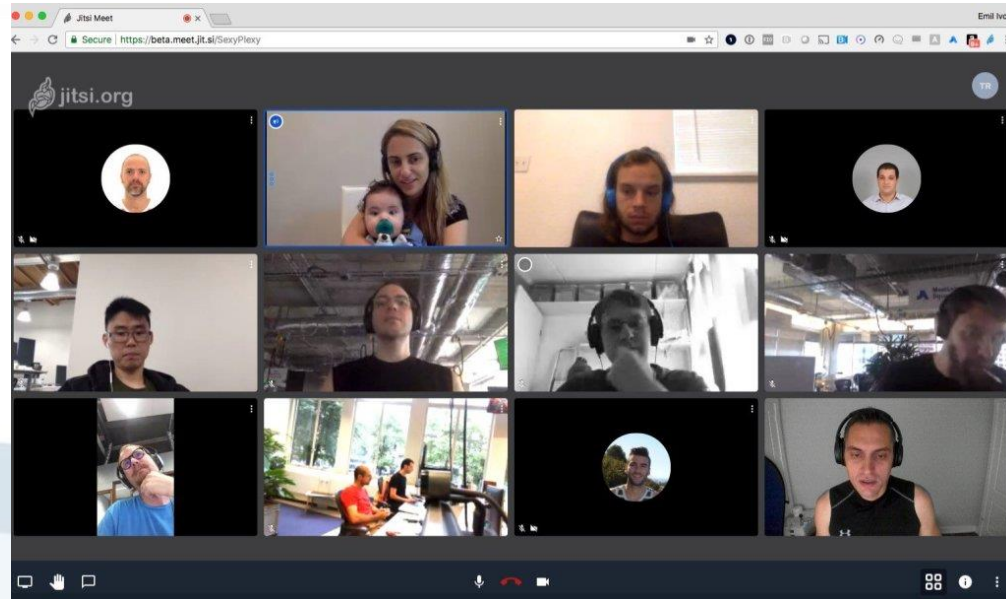 Jitsi Meet
Emil Ivo
Secure | https://beta.meet.jit.si/SexyPlexy
jitsi.org
TR